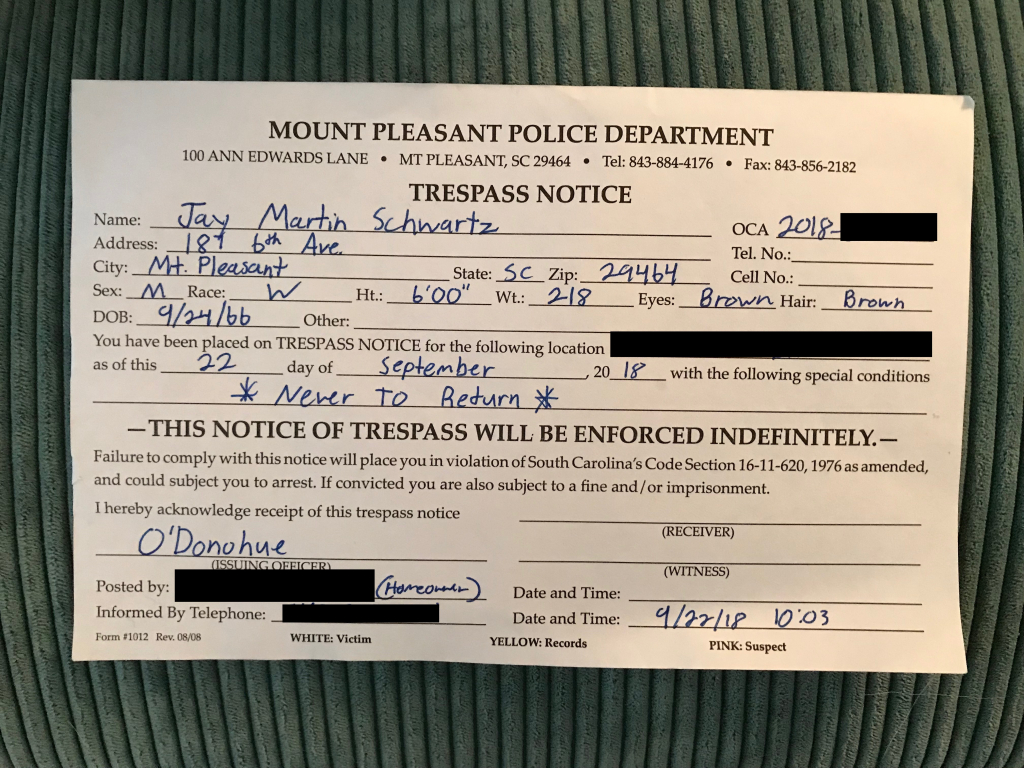 MOUNT PLEASANT POLICE DEPARTMENT
100 ANN EDWARDS LANE • MT PLEASANT, SC 29464 • Tel: 843-884-4176 • Fax: 843-856-2182
TRESPASS NOTICE
Name: Jay Martin Schwartz OCA 2018-
Address: 187 6th Ave. Tel. No.:
City: Mt. Pleasant State: SC Zip: 29464 Cell No.:
Sex: M Race: W Ht.: 6'00" Wt.: 218 Eyes: Brown Hair: Brown
DOB: 9/24/66 Other:
You have been placed on TRESPASS NOTICE for the following location
as of this 22 day of September, 20 18 with the following special conditions
* Never To Return *
—THIS NOTICE OF TRESPASS WILL BE ENFORCED INDEFINITELY.—
Failure to comply with this notice will place you in violation of South Carolina's Code Section 16-11-620, 1976 as amended,
and could subject you to arrest. If convicted you are also subject to a fine and/or imprisonment.
I hereby acknowledge receipt of this trespass notice
(RECEIVER)
O'Donohue
(ISSUING OFFICER)
(WITNESS)
Posted by: (Homeowner) Date and Time:
Informed By Telephone: Date and Time: 9/22/18 10:03
Form #1012 Rev. 08/08 WHITE: Victim YELLOW: Records PINK: Suspect